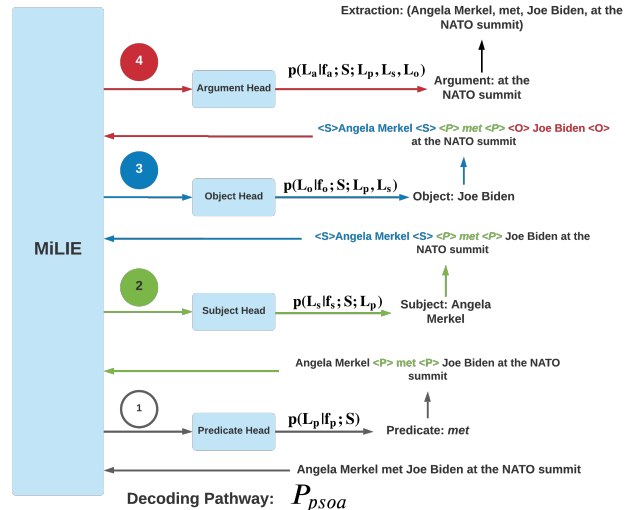 Extraction: (Angela Merkel, met, Joe Biden, at the
NATO summit)
4
Argument Head
p(Lₐ|fₐ; S; Lₚ, Lₛ, Lₒ)
Argument: at the
NATO summit
<S>Angela Merkel <S> <P> met <P> <O> Joe Biden <O>
at the NATO summit
3
Object Head
p(Lₒ|fₒ; S; Lₚ, Lₛ)
Object: Joe Biden
MiLIE
<S>Angela Merkel <S> <P> met <P> Joe Biden at the
NATO summit
2
Subject Head
p(Lₛ|fₛ; S; Lₚ)
Subject: Angela
Merkel
Angela Merkel <P> met <P> Joe Biden at the NATO
summit
1
Predicate Head
p(Lₚ|fₚ; S)
Predicate: met
Angela Merkel met Joe Biden at the NATO summit
Decoding Pathway: Pₚₛₒₐ